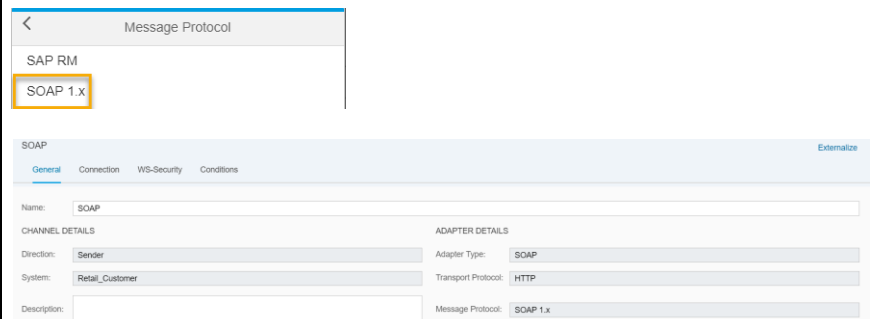 Message Protocol
SAP RM
SOAP 1.x
SOAP Externalize
General Connection WS-Security Conditions
Name: SOAP
CHANNEL DETAILS ADAPTER DETAILS
Direction: Sender Adapter Type: SOAP
System: Retail_Customer Transport Protocol: HTTP
Description: Message Protocol: SOAP 1.x